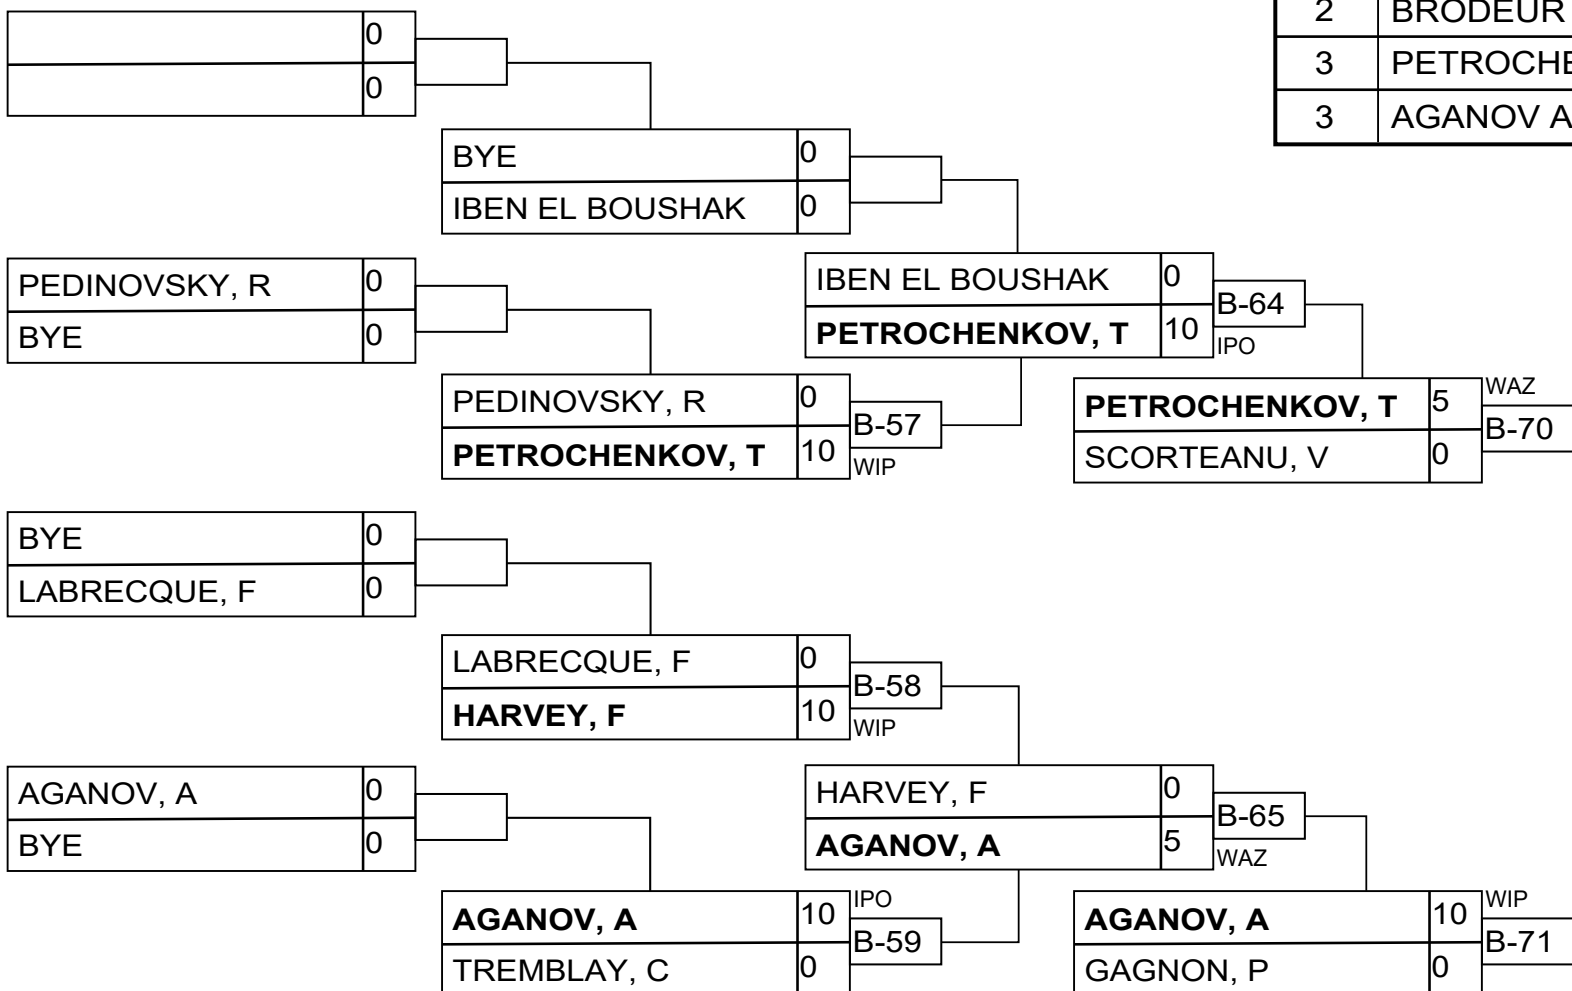 0
0
2 BRODEUR
3 PETROCHE
3 AGANOV A
BYE 0
IBEN EL BOUSHAK 0
PEDINOVSKY, R 0
BYE 0
IBEN EL BOUSHAK 0
PETROCHENKOV, T 10
B-64
IPO
PEDINOVSKY, R 0
PETROCHENKOV, T 10
B-57
WIP
PETROCHENKOV, T 5
SCORTEANU, V 0
WAZ
B-70
BYE 0
LABRECQUE, F 0
LABRECQUE, F 0
HARVEY, F 10
B-58
WIP
AGANOV, A 0
BYE 0
HARVEY, F 0
AGANOV, A 5
B-65
WAZ
AGANOV, A 10
TREMBLAY, C 0
IPO
B-59
AGANOV, A 10
GAGNON, P 0
WIP
B-71